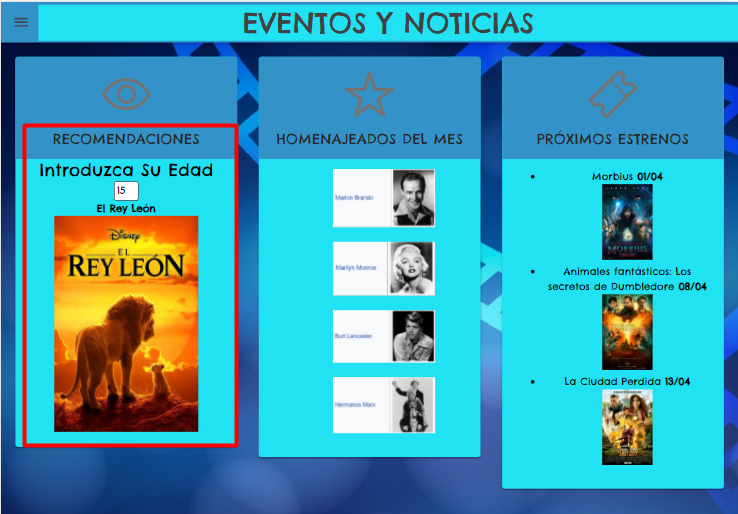 EVENTOS Y NOTICIAS
RECOMENDACIONES
Introduzca Su Edad
15
El Rey León
Disney
EL
REY LEÓN
HOMENAJEADOS DEL MES
Marlon Brando
Marilyn Monroe
Burt Lancaster
Hermanos Marx
PRÓXIMOS ESTRENOS
Morbius 01/04
MORBIUS
Animales fantásticos: Los
secretos de Dumbledore 08/04
La Ciudad Perdida 13/04